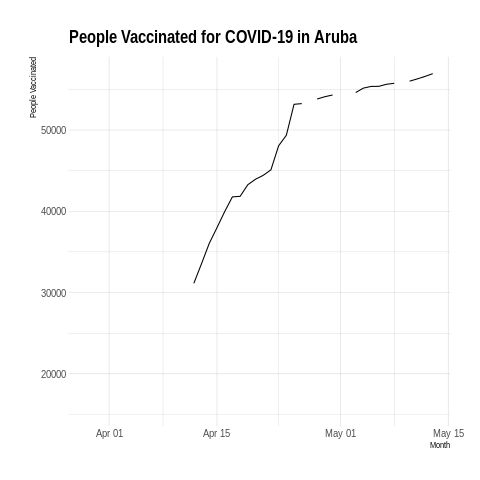 People Vaccinated for COVID-19 in Aruba
People Vaccinated
50000
40000
30000
20000
Apr 01
Apr 15
May 01
May 15
Month